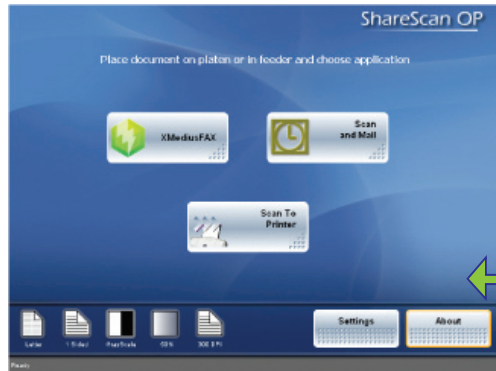 ShareScan OP
Place document on platen or in feeder and choose application
XMediusFAX
Scan
and Mail
Scan To
Printer
Settings
About
Letter
1 Sided
GrayScale
50%
300 DPI
Ready